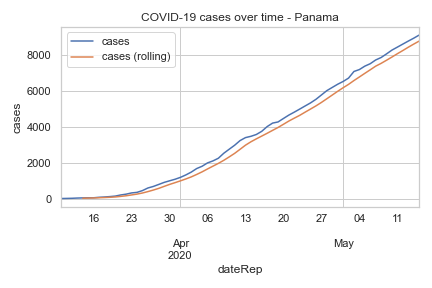 COVID-19 cases over time - Panama
cases
cases (rolling)
8000
6000
4000
2000
0
cases
16 23 30 06 13 20 27 04 11
Apr May
2020
dateRep